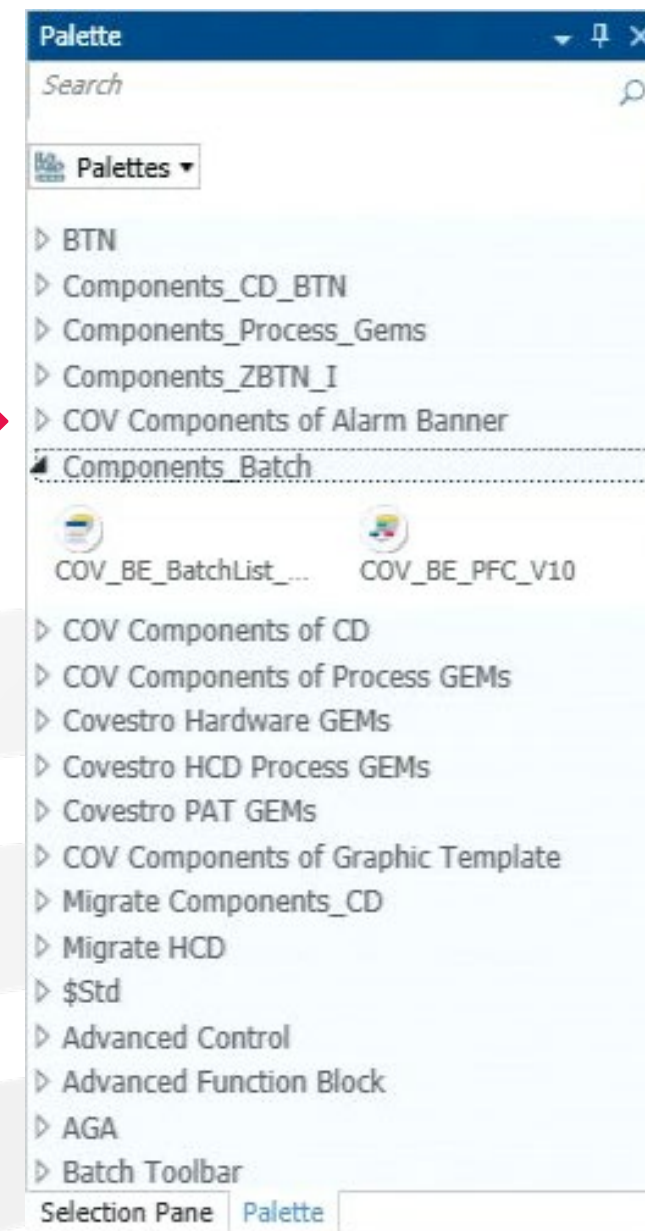 Palette
Search
Palettes
BTN
Components_CD_BTN
Components_Process_Gems
Components_ZBTN_I
COV Components of Alarm Banner
Components_Batch
COV_BE_BatchList_... COV_BE_PFC_V10
COV Components of CD
COV Components of Process GEMs
Covestro Hardware GEMs
Covestro HCD Process GEMs
Covestro PAT GEMs
COV Components of Graphic Template
Migrate Components_CD
Migrate HCD
$Std
Advanced Control
Advanced Function Block
AGA
Batch Toolbar
Selection Pane Palette